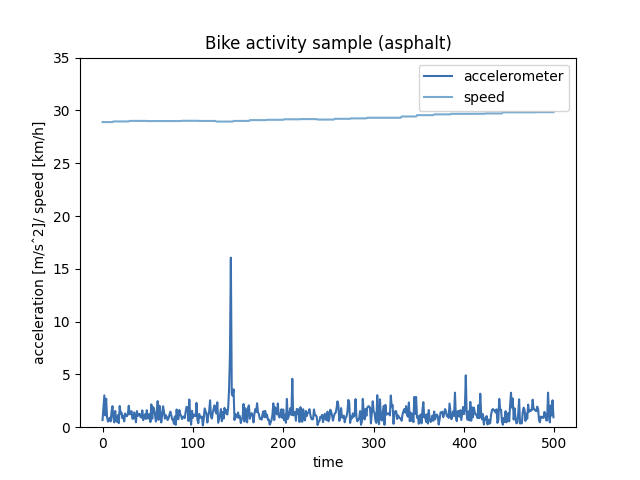 Bike activity sample (asphalt)
accelerometer
speed
acceleration [m/s^2]/ speed [km/h]
35
30
25
20
15
10
5
0
0 100 200 300 400 500
time